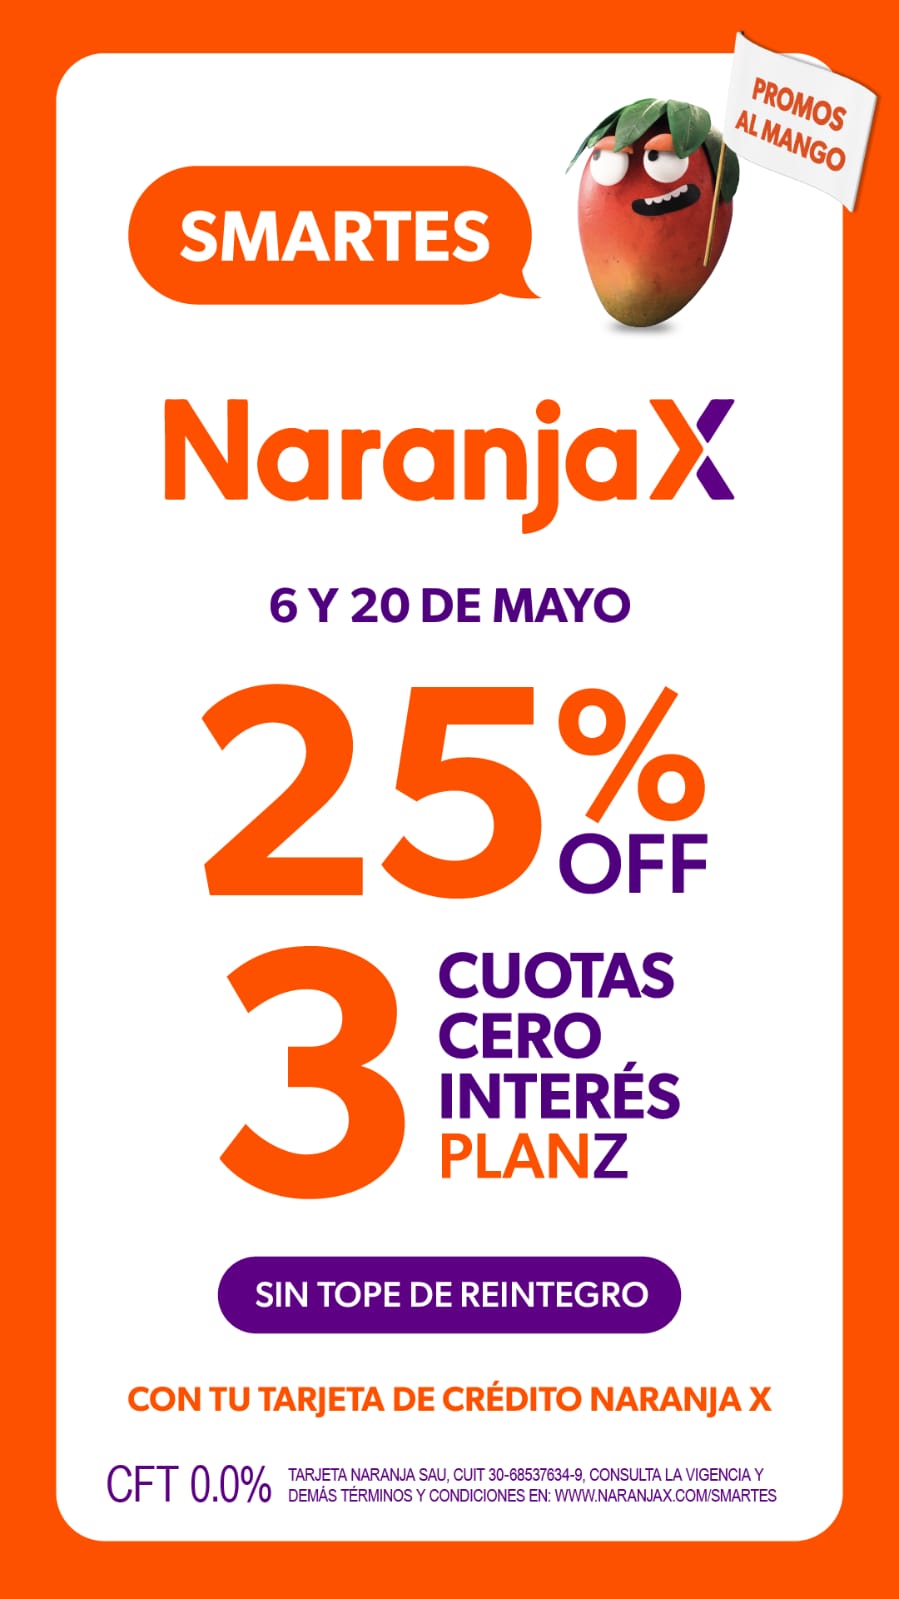 PROMOS
AL MANGO
SMARTES
NaranjaX
6 Y 20 DE MAYO
25%
OFF
3 CUOTAS
CERO
INTERÉS
PLANZ
SIN TOPE DE REINTEGRO
CON TU TARJETA DE CRÉDITO NARANJA X
CFT 0.0%
TARJETA NARANJA SAU, CUIT 30-68537634-9, CONSULTA LA VIGENCIA Y
DEMÁS TÉRMINOS Y CONDICIONES EN: WWW.NARANJAX.COM/SMARTES